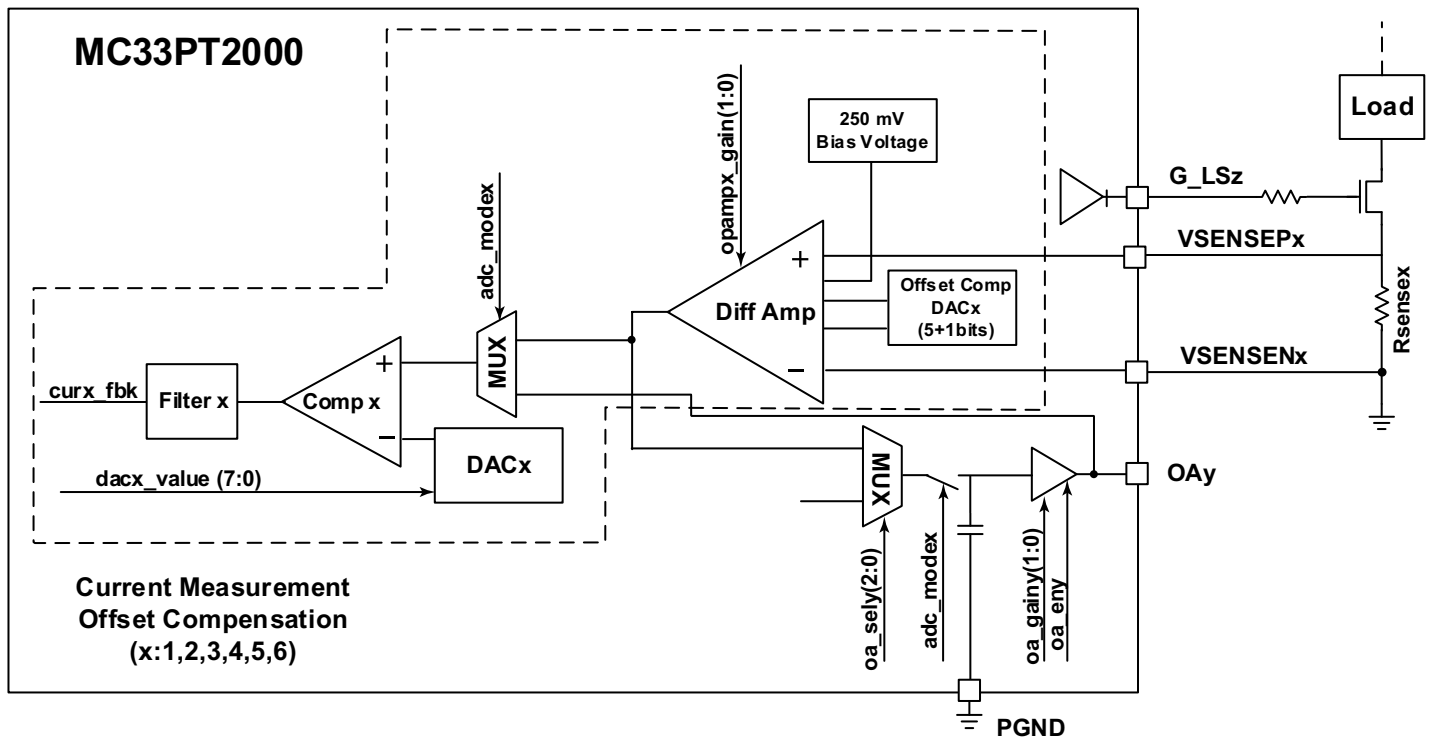 MC33PT2000
opampx_gain(1:0)
250 mV
Bias Voltage
Load
G_LSz
adc_modex
VSENSEPx
+
Diff Amp
Offset Comp
DACx
(5+1bits)
Rsensex
MUX
–
VSENSENx
curx_fbk
Filter x
Comp x
+
–
DACx
dacx_value (7:0)
MUX
OAy
Current Measurement
Offset Compensation
(x:1,2,3,4,5,6)
oa_sely(2:0)
adc_modex
oa_gainy(1:0)
oa_eny
PGND